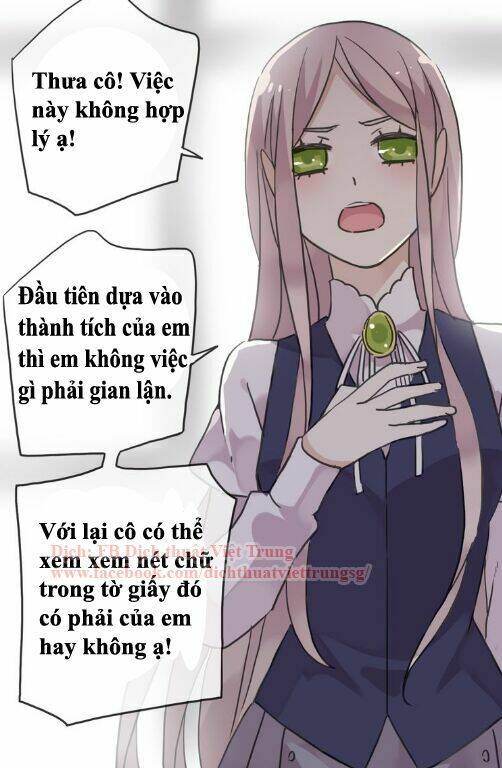 Thưa cô! Việc
này không hợp
lý ạ!
Đầu tiên dựa vào
thành tích của em
thì em không việc
gì phải gian lận.
Với lại cô có thể
Dịch: FB Dịch thuật Việt Trung
xem xem nét chữ
www.facebook.com/dichthuatviettrungsg/
trong tờ giấy đó
có phải của em
hay không ạ!